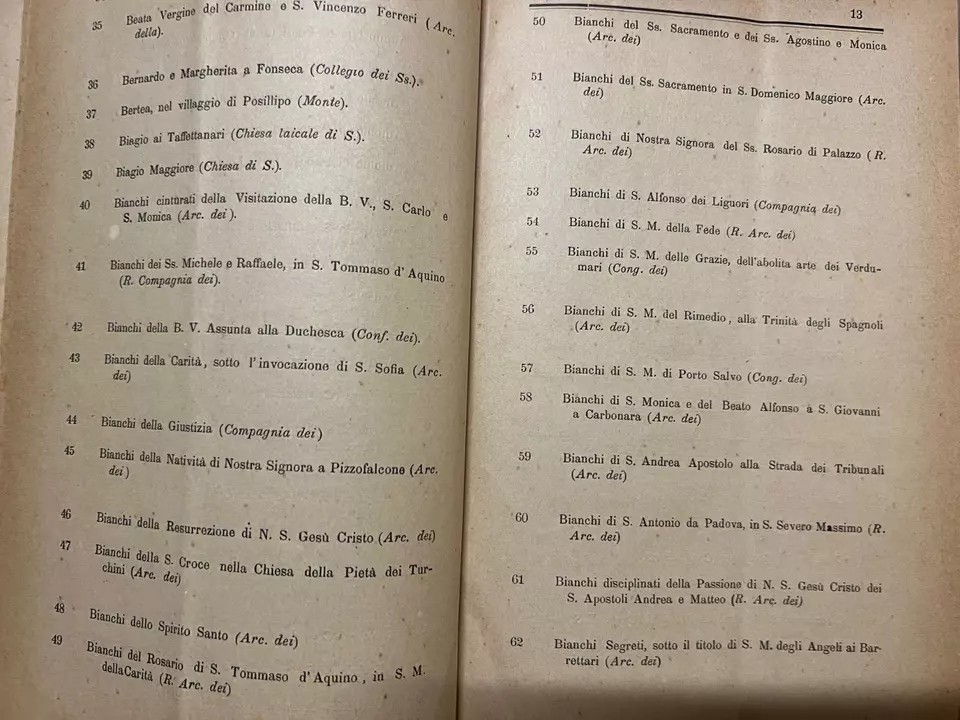 35 Beata Vergine del Carmine e S. Vincenzo Ferreri (Arc.
della).
36 Bernardo e Margherita a Fonseca (Collegio dei Ss.).
37 Bertea, nel villaggio di Posillipo (Monte).
38 Biagio ai Taffettanari (Chiesa laicale di S.).
39 Biagio Maggiore (Chiesa di S.).
40 Bianchi cinturati della Visitazione della B. V., S. Carlo e
S. Monica (Arc. dei).
41 Bianchi dei Ss. Michele e Raffaele, in S. Tommaso d'Aquino
(R. Compagnia dei).
42 Bianchi della B. V. Assunta alla Duchesca (Conf. dei).
43 Bianchi della Carità, sotto l'invocazione di S. Sofia (Arc.
dei)
44 Bianchi della Giustizia (Compagnia dei)
45 Bianchi della Natività di Nostra Signora a Pizzofalcone (Arc.
dei)
46 Bianchi della Resurrezione di N. S. Gesù Cristo (Arc. dei)
47 Bianchi della S. Croce nella Chiesa della Pietà dei Tur-
chini (Arc. dei)
48 Bianchi dello Spirito Santo (Arc. dei)
49 Bianchi del Rosario di S. Tommaso d'Aquino, in S. M.
della Carità (R. Arc. dei)
13
50 Bianchi del Ss. Sacramento e dei Ss. Agostino e Monica
(Arc. dei)
51 Bianchi del Ss. Sacramento in S. Domenico Maggiore (Arc.
dei)
52 Bianchi di Nostra Signora del Ss. Rosario di Palazzo (R.
Arc. dei)
53 Bianchi di S. Alfonso dei Liguori (Compagnia dei)
54 Bianchi di S. M. della Fede (R. Arc. dei)
55 Bianchi di S. M. delle Grazie, dell'abolita arte dei Verdu-
mari (Cong. dei)
56 Bianchi di S. M. del Rimedio, alla Trinità degli Spagnoli
(Arc. dei)
57 Bianchi di S. M. di Porto Salvo (Cong. dei)
58 Bianchi di S. Monica e del Beato Alfonso a S. Giovanni
a Carbonara (Arc. dei)
59 Bianchi di S. Andrea Apostolo alla Strada dei Tribunali
(Arc. dei)
60 Bianchi di S. Antonio da Padova, in S. Severo Massimo (R.
Arc. dei)
61 Bianchi disciplinati della Passione di N. S. Gesù Cristo dei
S. Apostoli Andrea e Matteo (R. Arc. dei)
62 Bianchi Segreti, sotto il titolo di S. M. degli Angeli ai Bar-
rettari (Arc. dei)